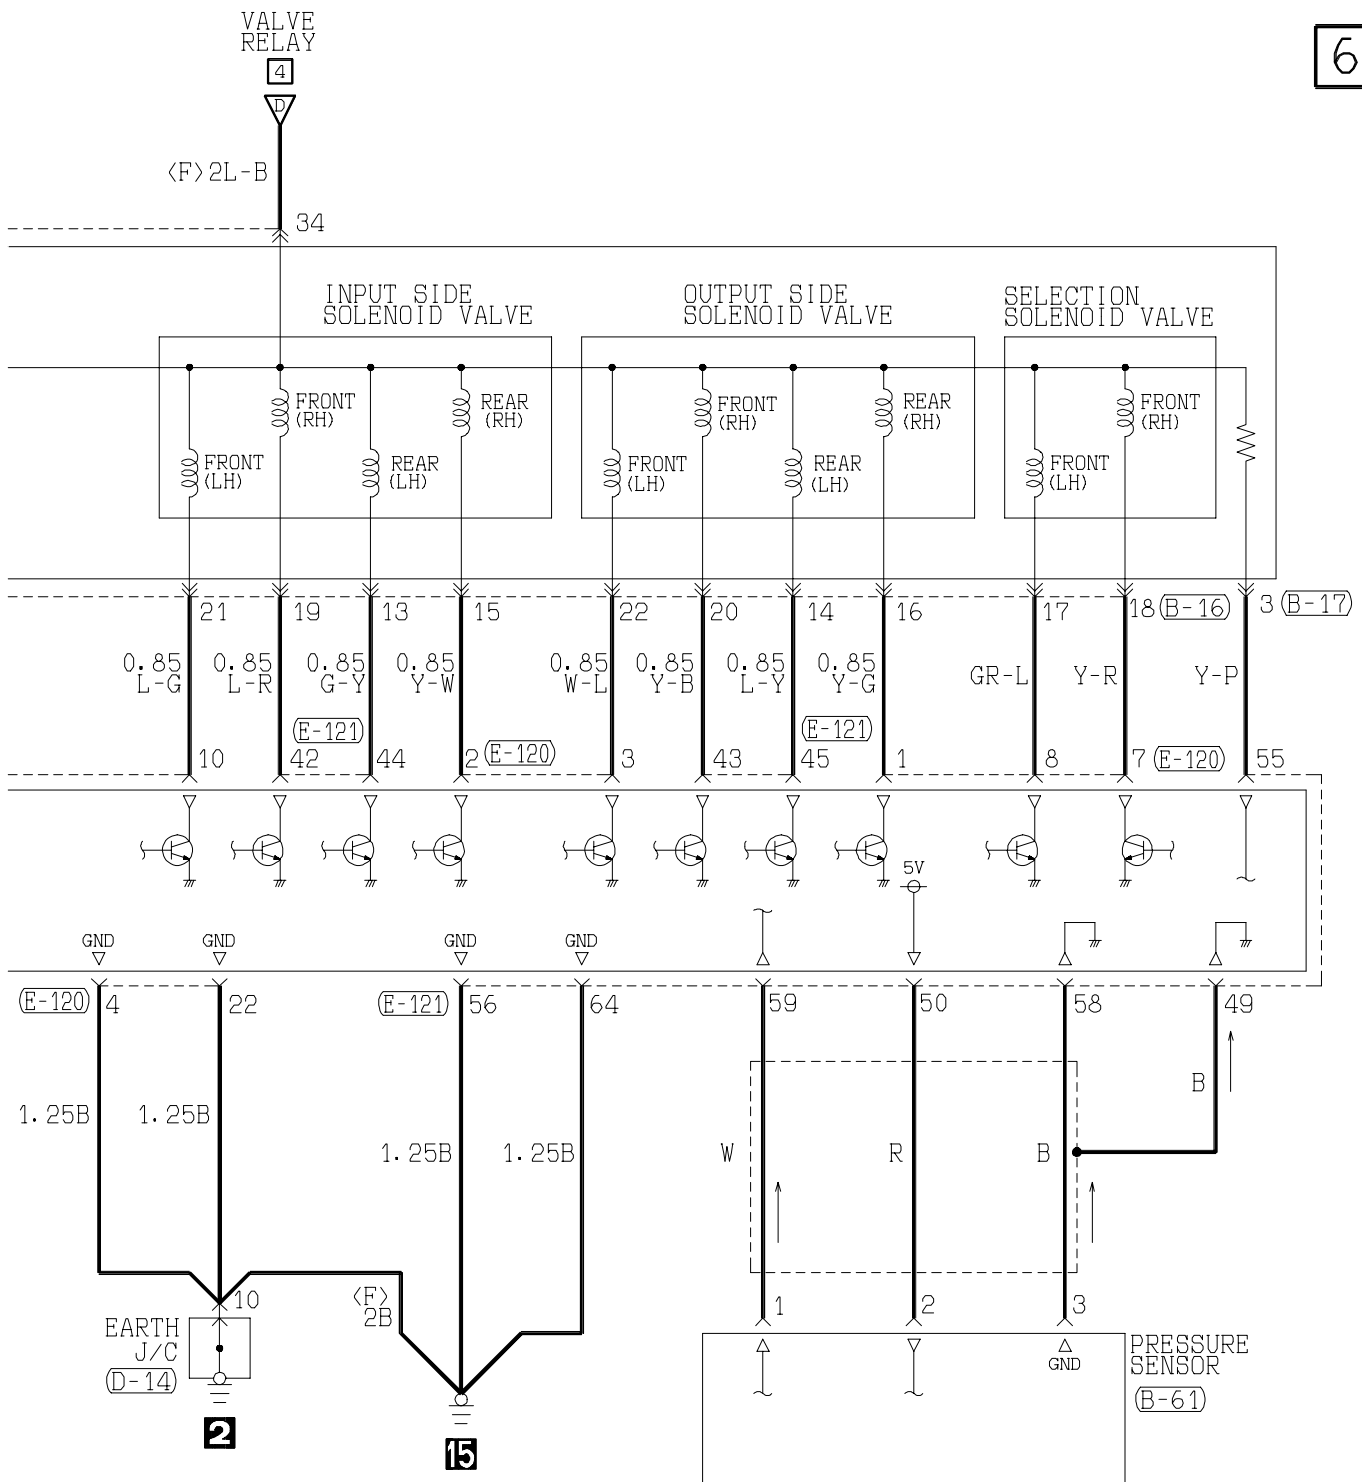 VALVE
RELAY
6
4
D
<F>2L-B
34
INPUT SIDE
SOLENOID VALVE
OUTPUT SIDE
SOLENOID VALVE
SELECTION
SOLENOID VALVE
FRONT
(RH)
REAR
(RH)
FRONT
(RH)
REAR
(RH)
FRONT
(RH)
FRONT
(LH)
REAR
(LH)
FRONT
(LH)
REAR
(LH)
FRONT
(LH)
21 19 13 15 22 20 14 16 17 18 (B-16) 3 (B-17)
0.85 0.85 0.85 0.85 0.85 0.85 0.85 0.85
L-G L-R G-Y Y-W W-L Y-B L-Y Y-G GR-L Y-R Y-P
E-121 E-121
10 42 44 2 E-120 3 43 45 1 8 7 E-120 55
5V
GND GND GND GND
E-120 4 22 E-121 56 64 59 50 58 49
B
1.25B 1.25B
1.25B 1.25B W R B
10 <F>
2B
1 2 3
EARTH
J/C
D-14
2
15
GND
PRESSURE
SENSOR
B-61